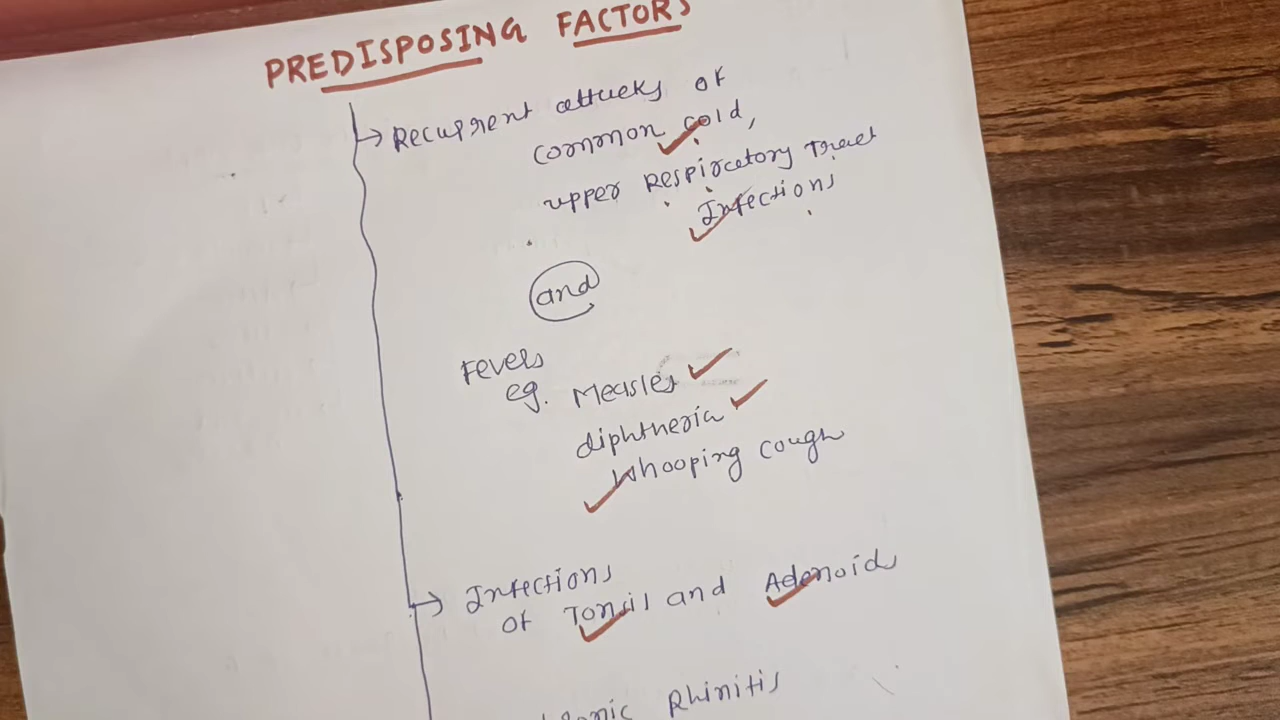 PREDISPOSING FACTORS
Recurrent attacks of
common cold,
upper Respiratory Tract
Infections
and
Fevers
eg. Measles
diphtheria
Whooping cough
Infections
of Tonsil and Adenoid
Rhinitis